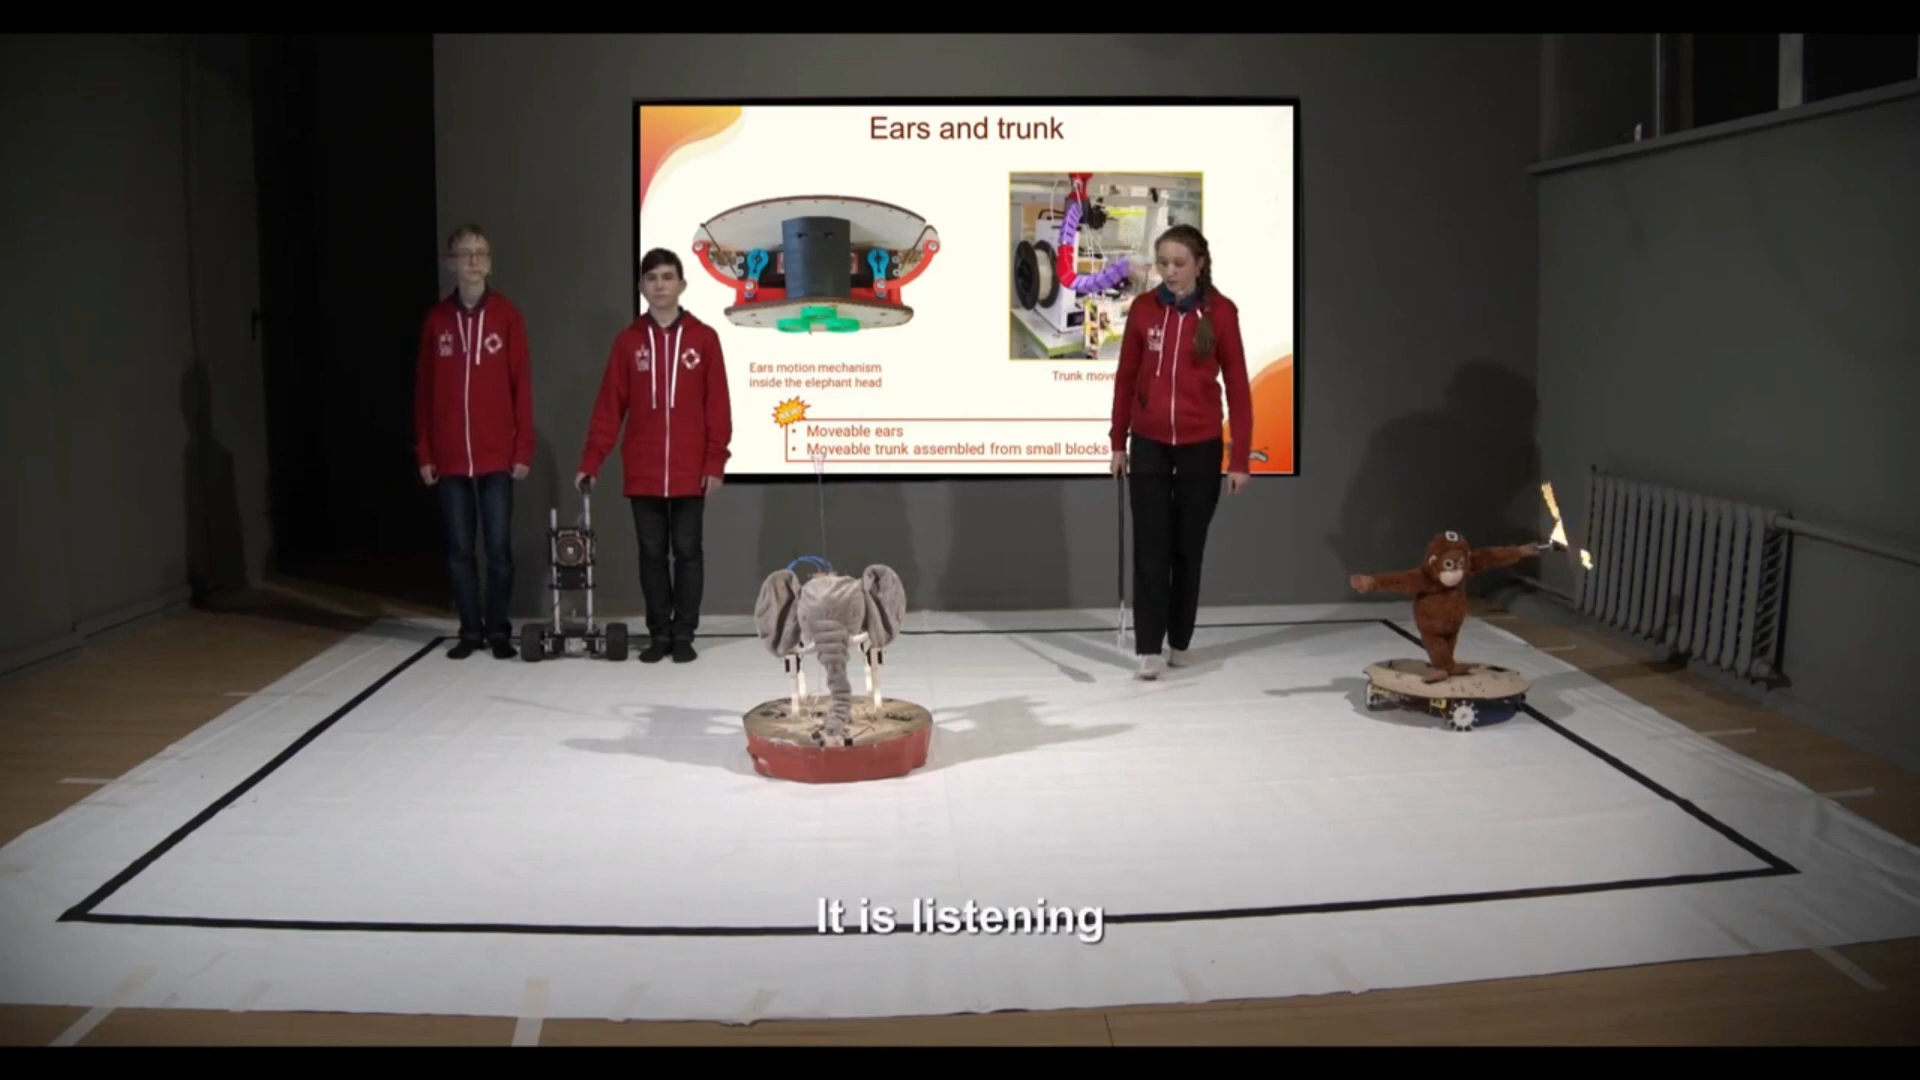 Ears and trunk
Ears motion mechanism
inside the elephant head
Trunk move
NEW!
• Moveable ears
• Moveable trunk assembled from small blocks
It is listening